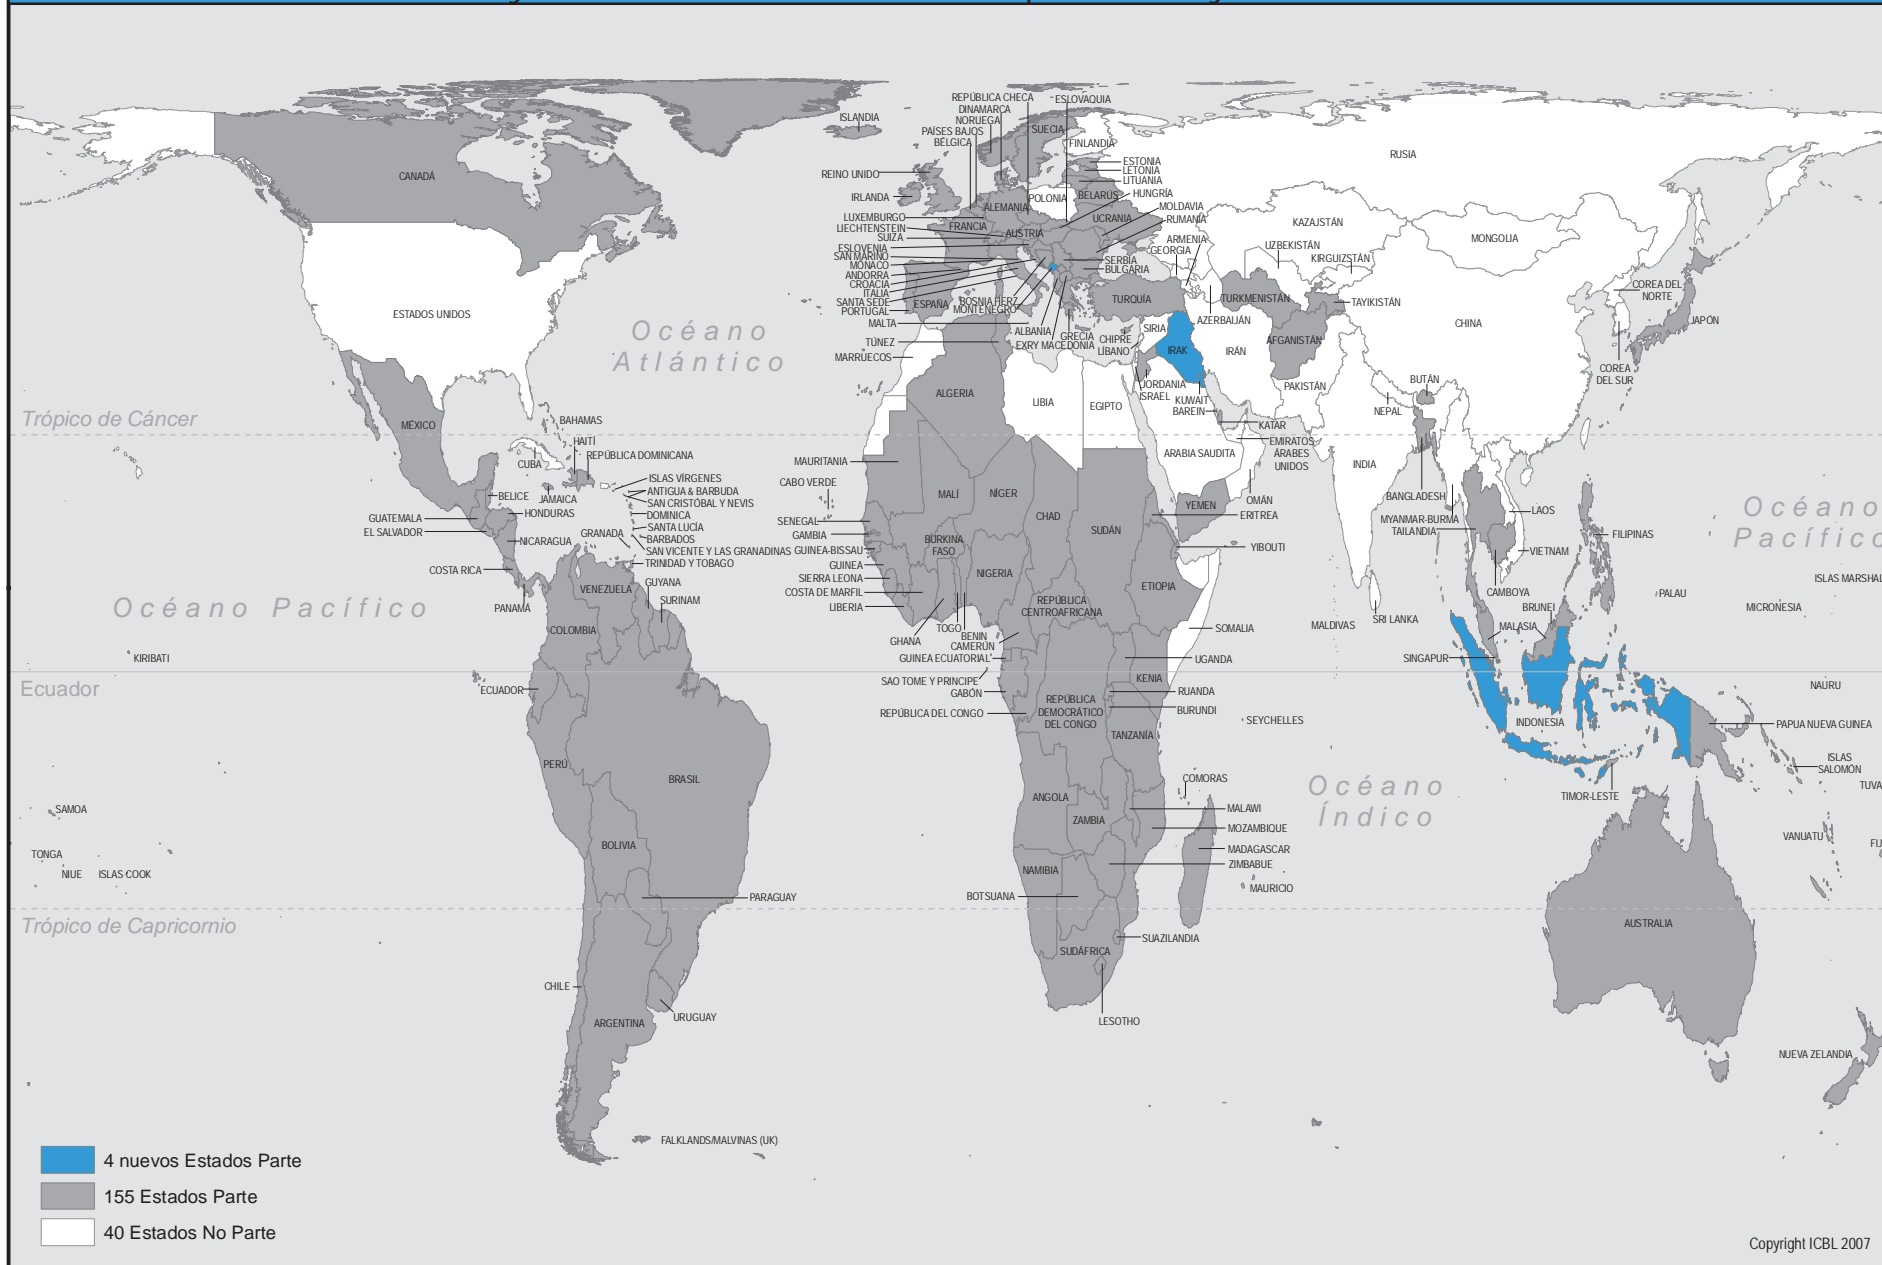 ISLANDIA
REPÚBLICA CHECA
DINAMARCA
NORUEGA
PAÍSES BAJOS
BÉLGICA
ESLOVAQUIA
SUECIA
FINLANDIA
RUSIA
CANADÁ
REINO UNIDO
IRLANDA
ESTONIA
LETONIA
LITUANIA
HUNGRÍA
MOLDAVIA
RUMANIA
POLONIA
BELARÚS
ALEMANIA
UCRANIA
FRANCIA
AUSTRIA
LUXEMBURGO
LIECHTENSTEIN
SUIZA
ESLOVENIA
SAN MARINO
MÓNACO
ANDORRA
CROACIA
ITALIA
SANTA SEDE
PORTUGAL
MALTA
TÚNEZ
MARRUECOS
ESPAÑA
BOSNIA HERZ.
MONTENEGRO
SERBIA
BULGARIA
ALBANIA
GRECIA
EXRY MACEDONIA
CHIPRE
LÍBANO
TURQUÍA
ARMENIA
GEORGIA
AZERBAIJÁN
KAZAJSTÁN
UZBEKISTÁN
KIRGUIZSTÁN
TURKMENISTÁN
TAYIKISTÁN
MONGOLIA
CHINA
COREA DEL
NORTE
JAPÓN
COREA
DEL SUR
ESTADOS UNIDOS
Océano
Atlántico
SIRIA
IRAK
IRÁN
AFGANISTÁN
JORDANIA
ISRAEL
KUWAIT
BAREIN
PAKISTÁN
NEPAL
BUTÁN
KATAR
EMIRATOS
ÁRABES
UNIDOS
ARABIA SAUDITA
INDIA
BANGLADESH
OMÁN
YEMEN
ERITREA
YIBOUTI
MYANMAR-BURMA
TAILANDIA
LAOS
VIETNAM
CAMBOYA
FILIPINAS
Océano
Pacífico
Trópico de Cáncer
MÉXICO
BAHAMAS
HAITÍ
REPÚBLICA DOMINICANA
CUBA
JAMAICA
BELICE
HONDURAS
GUATEMALA
EL SALVADOR
NICARAGUA
COSTA RICA
PANAMÁ
ISLAS VÍRGENES
ANTIGUA & BARBUDA
SAN CRISTÓBAL Y NEVIS
DOMINICA
SANTA LUCÍA
BARBADOS
GRANADA
SAN VICENTE Y LAS GRANADINAS
TRINIDAD Y TOBAGO
VENEZUELA
GUYANA
SURINAM
COLOMBIA
Océano Pacífico
KIRIBATI
Ecuador
ECUADOR
PERÚ
BRASIL
BOLIVIA
PARAGUAY
CHILE
ARGENTINA
URUGUAY
SAMOA
TONGA
NIUE
ISLAS COOK
Trópico de Capricornio
FALKLANDS/MALVINAS (UK)
ALGERIA
LIBIA
EGIPTO
MAURITANIA
CABO VERDE
SENEGAL
GAMBIA
GUINEA-BISSAU
GUINEA
SIERRA LEONA
COSTA DE MARFIL
LIBERIA
MALÍ
NÍGER
CHAD
SUDÁN
BURKINA
FASO
NIGERIA
GHANA
TOGO
BENIN
CAMERÚN
REPÚBLICA
CENTROAFRICANA
ETIOPIA
SOMALIA
GUINEA ECUATORIAL
SAO TOME Y PRINCIPE
GABÓN
REPÚBLICA DEL CONGO
REPÚBLICA
DEMOCRÁTICO
DEL CONGO
UGANDA
KENIA
RUANDA
BURUNDI
TANZANÍA
SEYCHELLES
COMORAS
ANGOLA
ZAMBIA
MALAWI
MOZAMBIQUE
MADAGASCAR
ZIMBABUE
MAURICIO
NAMIBIA
BOTSUANA
SUAZILANDIA
SUDÁFRICA
LESOTHO
MALDIVAS
SRI LANKA
BRUNEI
MALASIA
SINGAPUR
INDONESIA
TIMOR-LESTE
PALAU
MICRONESIA
ISLAS MARSHAL
NAURU
PAPUA NUEVA GUINEA
ISLAS
SALOMÓN
TUVA
VANUATU
FIJ
Océano
Índico
AUSTRALIA
NUEVA ZELANDIA
4 nuevos Estados Parte
155 Estados Parte
40 Estados No Parte
Copyright ICBL 2007